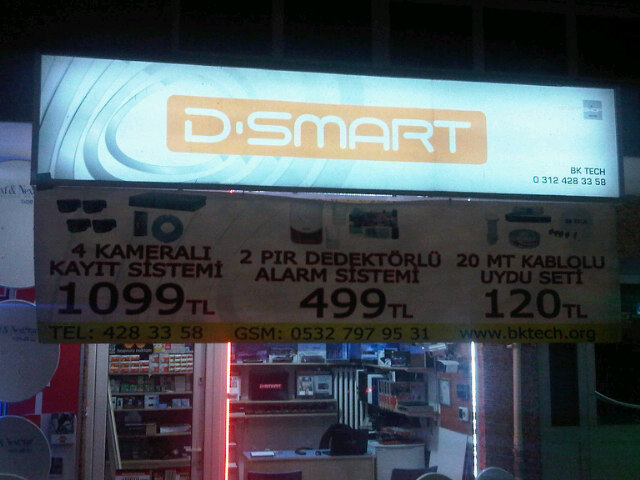 D·SMART
BK TECH
0 312 428 33 58
4 KAMERALI
KAYIT SİSTEMİ
1099TL
2 PIR DEDEKTÖRLÜ
ALARM SİSTEMİ
499TL
20 MT KABLOLU
UYDU SETİ
120TL
TEL: 428 33 58 GSM: 0532 797 95 31 www.bktech.org